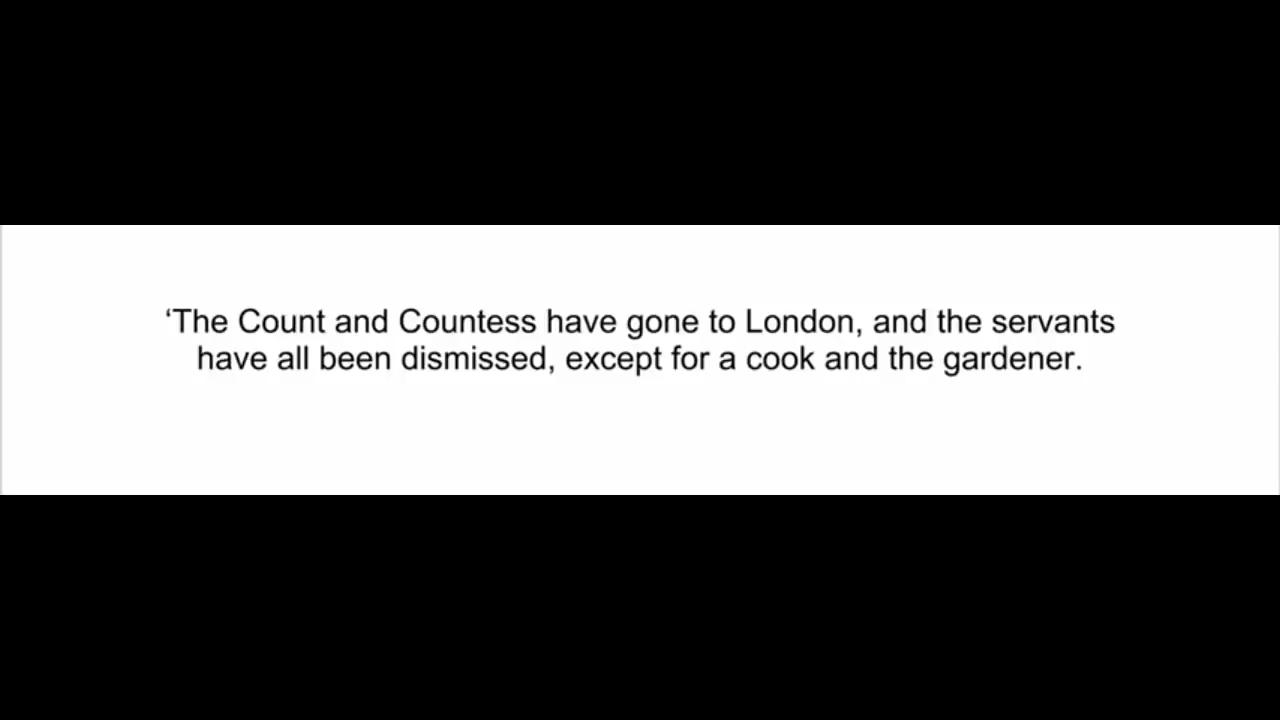 ‘The Count and Countess have gone to London, and the servants
have all been dismissed, except for a cook and the gardener.